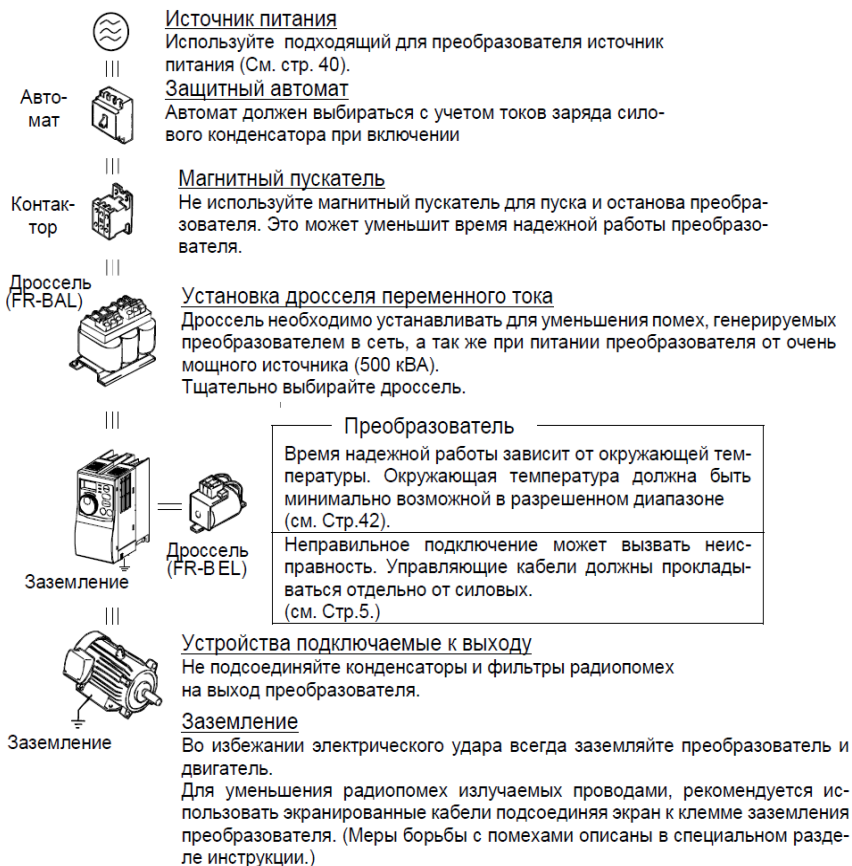 Источник питания
Используйте подходящий для преобразователя источник
питания (См. стр. 40).
Авто-
мат
Защитный автомат
Автомат должен выбираться с учетом токов заряда сило-
вого конденсатора при включении
Контак-
тор
Магнитный пускатель
Не используйте магнитный пускатель для пуска и останова преобра-
зователя. Это может уменьшит время надежной работы преобразо-
вателя.
Дроссель
(FR-BAL)
Установка дросселя переменного тока
Дроссель необходимо устанавливать для уменьшения помех, генерируемых
преобразователем в сеть, а так же при питании преобразователя от очень
мощного источника (500 кВА).
Тщательно выбирайте дроссель.
Преобразователь
Время надежной работы зависит от окружающей тем-
пературы. Окружающая температура должна быть
минимально возможной в разрешенном диапазоне
(см. Стр.42).
Неправильное подключение может вызвать неис-
правность. Управляющие кабели должны проклады-
ваться отдельно от силовых.
(см. Стр.5.)
Дроссель
(FR-BEL)
Заземление
Устройства подключаемые к выходу
Не подсоединяйте конденсаторы и фильтры радиопомех
на выход преобразователя.
Заземление
Заземление
Во избежании электрического удара всегда заземляйте преобразователь и
двигатель.
Для уменьшения радиопомех излучаемых проводами, рекомендуется ис-
пользовать экранированные кабели подсоединяя экран к клемме заземления
преобразователя. (Меры борьбы с помехами описаны в специальном разде-
ле инструкции.)